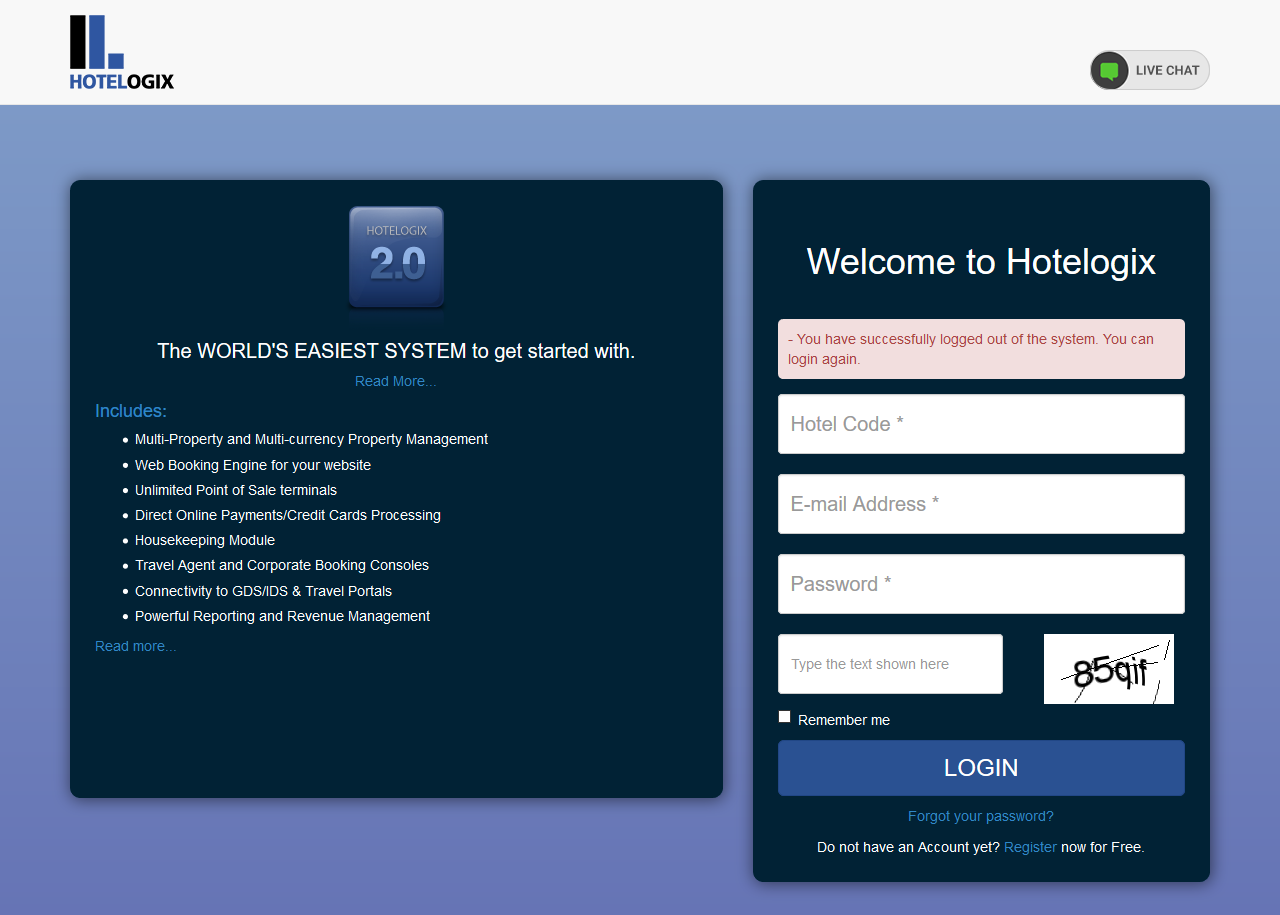 HOTELOGIX
LIVE CHAT
HOTELOGIX
2.0
The WORLD'S EASIEST SYSTEM to get started with.
Read More...
Includes:
Multi-Property and Multi-currency Property Management
Web Booking Engine for your website
Unlimited Point of Sale terminals
Direct Online Payments/Credit Cards Processing
Housekeeping Module
Travel Agent and Corporate Booking Consoles
Connectivity to GDS/IDS & Travel Portals
Powerful Reporting and Revenue Management
Read more...
Welcome to Hotelogix
- You have successfully logged out of the system. You can
login again.
Hotel Code *
E-mail Address *
Password *
Type the text shown here
85qif
Remember me
LOGIN
Forgot your password?
Do not have an Account yet? Register now for Free.